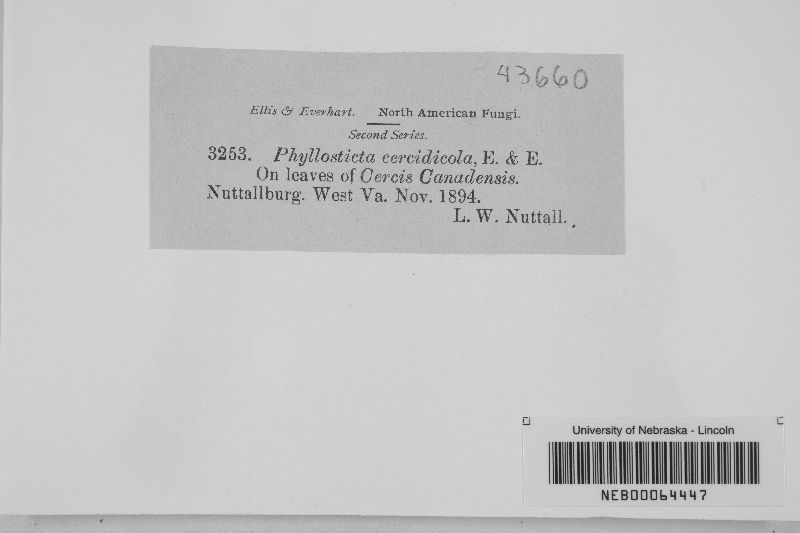 43660
Ellis & Everhart. North American Fungi.
Second Series.
3253. Phyllosticta cercidicola, E. & E.
On leaves of Cercis Canadensis.
Nuttallburg. West Va. Nov. 1894.
L. W. Nuttall.
University of Nebraska - Lincoln
NEB00064447